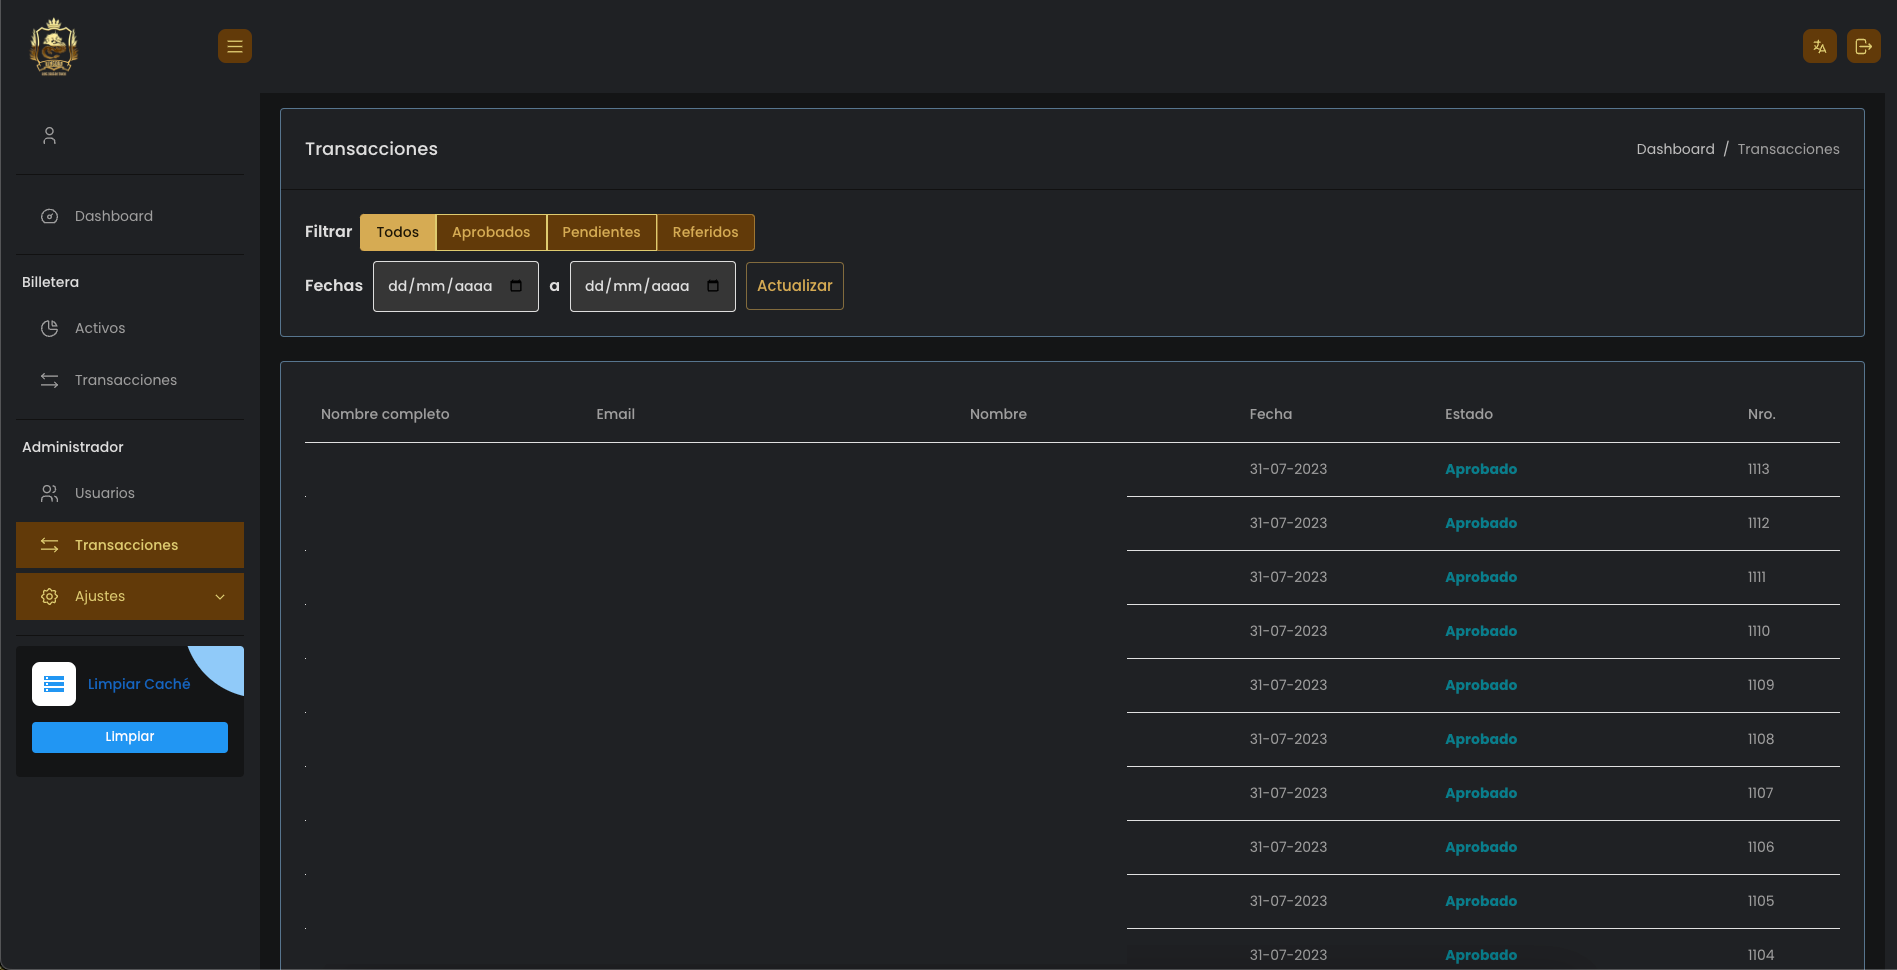 Dashboard
Billetera
Activos
Transacciones
Administrador
Usuarios
Transacciones
Ajustes
Limpiar Caché
Limpiar
Transacciones
Dashboard / Transacciones
Filtrar Todos Aprobados Pendientes Referidos
Fechas dd/mm/aaaa a dd/mm/aaaa Actualizar
Nombre completo Email Nombre Fecha Estado Nro.
31-07-2023 Aprobado 1113
31-07-2023 Aprobado 1112
31-07-2023 Aprobado 1111
31-07-2023 Aprobado 1110
31-07-2023 Aprobado 1109
31-07-2023 Aprobado 1108
31-07-2023 Aprobado 1107
31-07-2023 Aprobado 1106
31-07-2023 Aprobado 1105
31-07-2023 Aprobado 1104